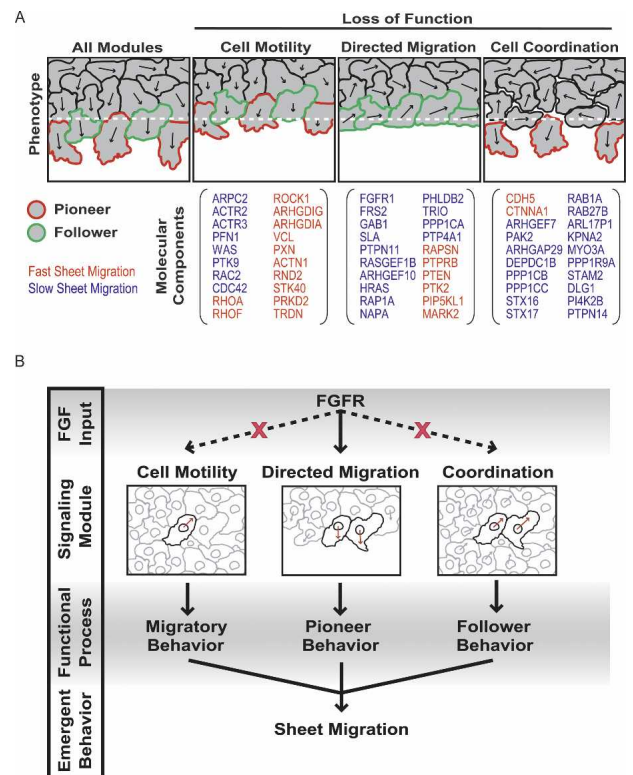 A
Loss of Function
All Modules
Cell Motility
Directed Migration
Cell Coordination
Phenotype
Pioneer
Follower
Fast Sheet Migration
Slow Sheet Migration
Molecular
Components
ARPC2 ROCK1
ACTR2 ARHGDIG
ACTR3 ARHGDIA
PFN1 VCL
WAS PXN
PTK9 ACTN1
RAC2 RND2
CDC42 STK40
RHOA PRKD2
RHOF TRDN
FGFR1 PHLDB2
FRS2 TRIO
GAB1 PPP1CA
SLA PTP4A1
PTPN11 RAPSN
RASGEF1B PTPRB
ARHGEF10 PTEN
HRAS PTK2
RAP1A PIP5KL1
NAPA MARK2
CDH5 RAB1A
CTNNA1 RAB27B
ARHGEF7 ARL17P1
PAK2 KPNA2
ARHGAP29 MYO3A
DEPDC1B PPP1R9A
PPP1CB STAM2
PPP1CC DLG1
STX16 PI4K2B
STX17 PTPN14
B
FGF
Input
FGFR
X X
Signaling
Module
Cell Motility
Directed Migration
Coordination
Functional
Process
Migratory
Behavior
Pioneer
Behavior
Follower
Behavior
Emergent
Behavior
Sheet Migration